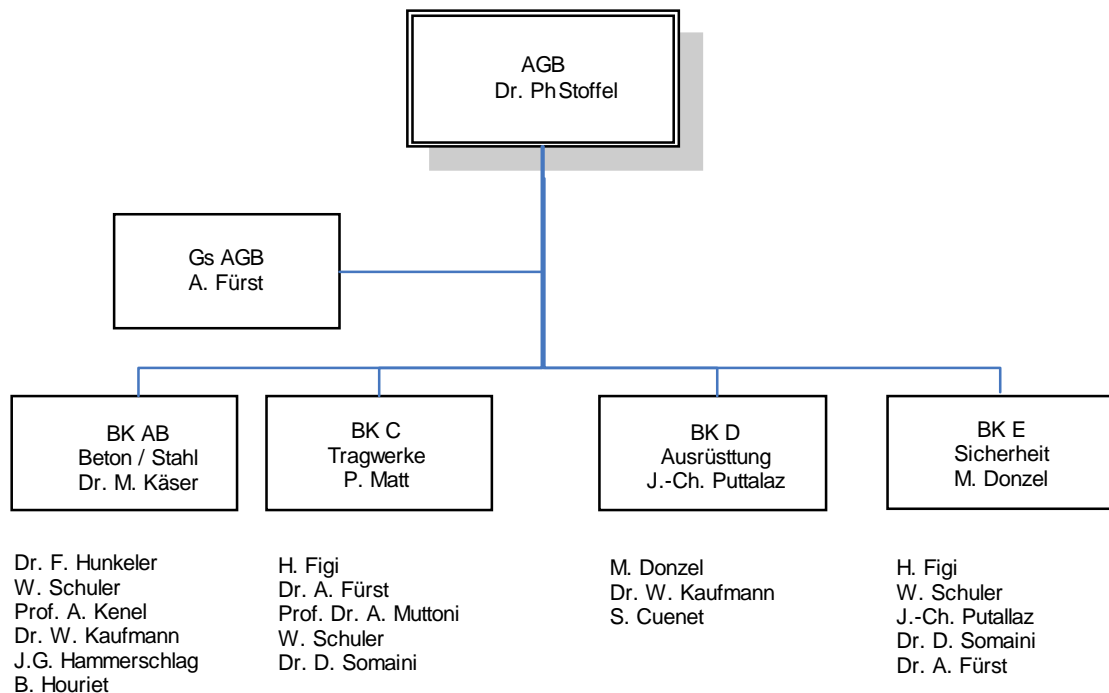 AGB
Dr. Ph Stoffel
Gs AGB
A. Fürst
BK AB
Beton / Stahl
Dr. M. Käser
BK C
Tragwerke
P. Matt
BK D
Ausrüsttung
J.-Ch. Puttalaz
BK E
Sicherheit
M. Donzel
Dr. F. Hunkeler
W. Schuler
Prof. A. Kenel
Dr. W. Kaufmann
J.G. Hammerschlag
B. Houriet
H. Figi
Dr. A. Fürst
Prof. Dr. A. Muttoni
W. Schuler
Dr. D. Somaini
M. Donzel
Dr. W. Kaufmann
S. Cuenet
H. Figi
W. Schuler
J.-Ch. Putallaz
Dr. D. Somaini
Dr. A. Fürst